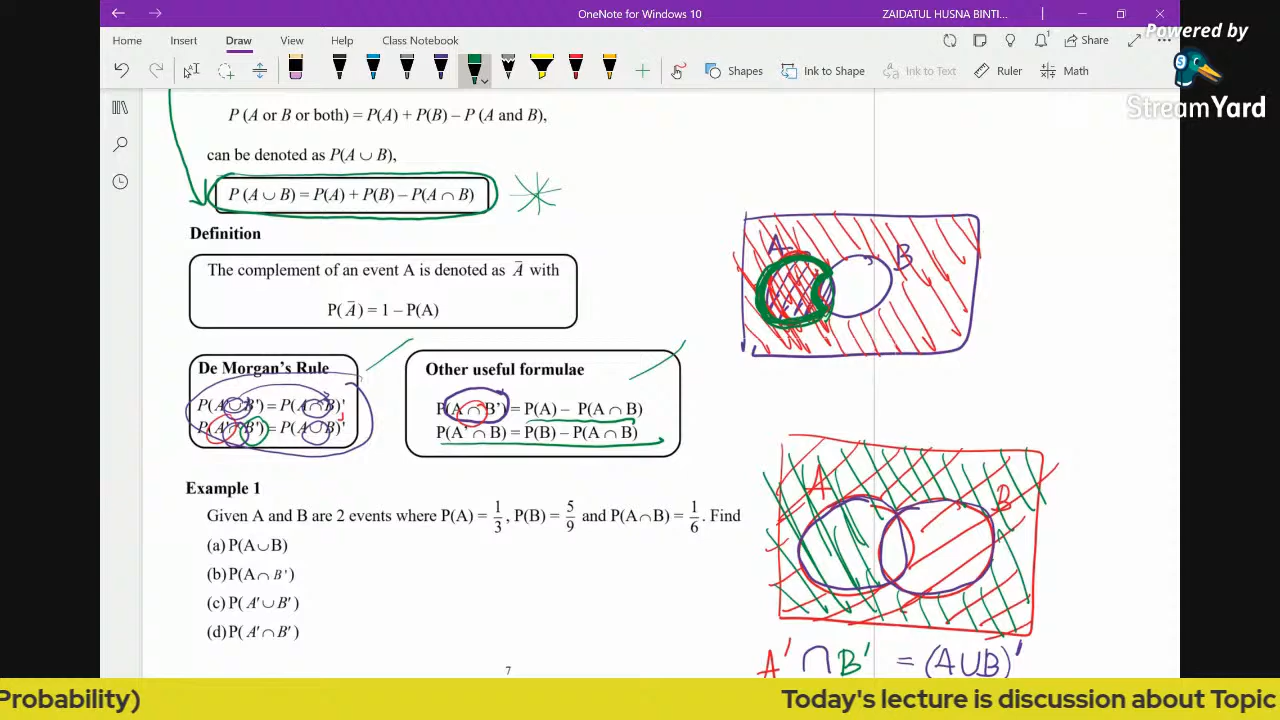 OneNote for Windows 10
ZAIDATUL HUSNA BINTI...
Powered by
StreamYard
Home Insert Draw View Help Class Notebook
Share
Shapes Ink to Shape Ink to Text Ruler Math
P (A or B or both) = P(A) + P(B) – P (A and B),
can be denoted as P(A ∪ B),
P (A ∪ B) = P(A) + P(B) – P(A ∩ B)
Definition
The complement of an event A is denoted as A̅ with
P( A̅ ) = 1 – P(A)
De Morgan's Rule
P(A'∪B') = P(A∩B)'
P(A'∩B') = P(A∪B)'
Other useful formulae
P(A ∩ B') = P(A) – P(A ∩ B)
P(A' ∩ B) = P(B) – P(A ∩ B)
Example 1
Given A and B are 2 events where P(A) = 1/3, P(B) = 5/9 and P(A∩B) = 1/6. Find
(a) P(A∪B)
(b) P(A∩ B')
(c) P( A'∪B')
(d) P( A'∩B')
7
A B
A B
A' ∩ B' = (A∪B)'
Probability) Today's lecture is discussion about Topic